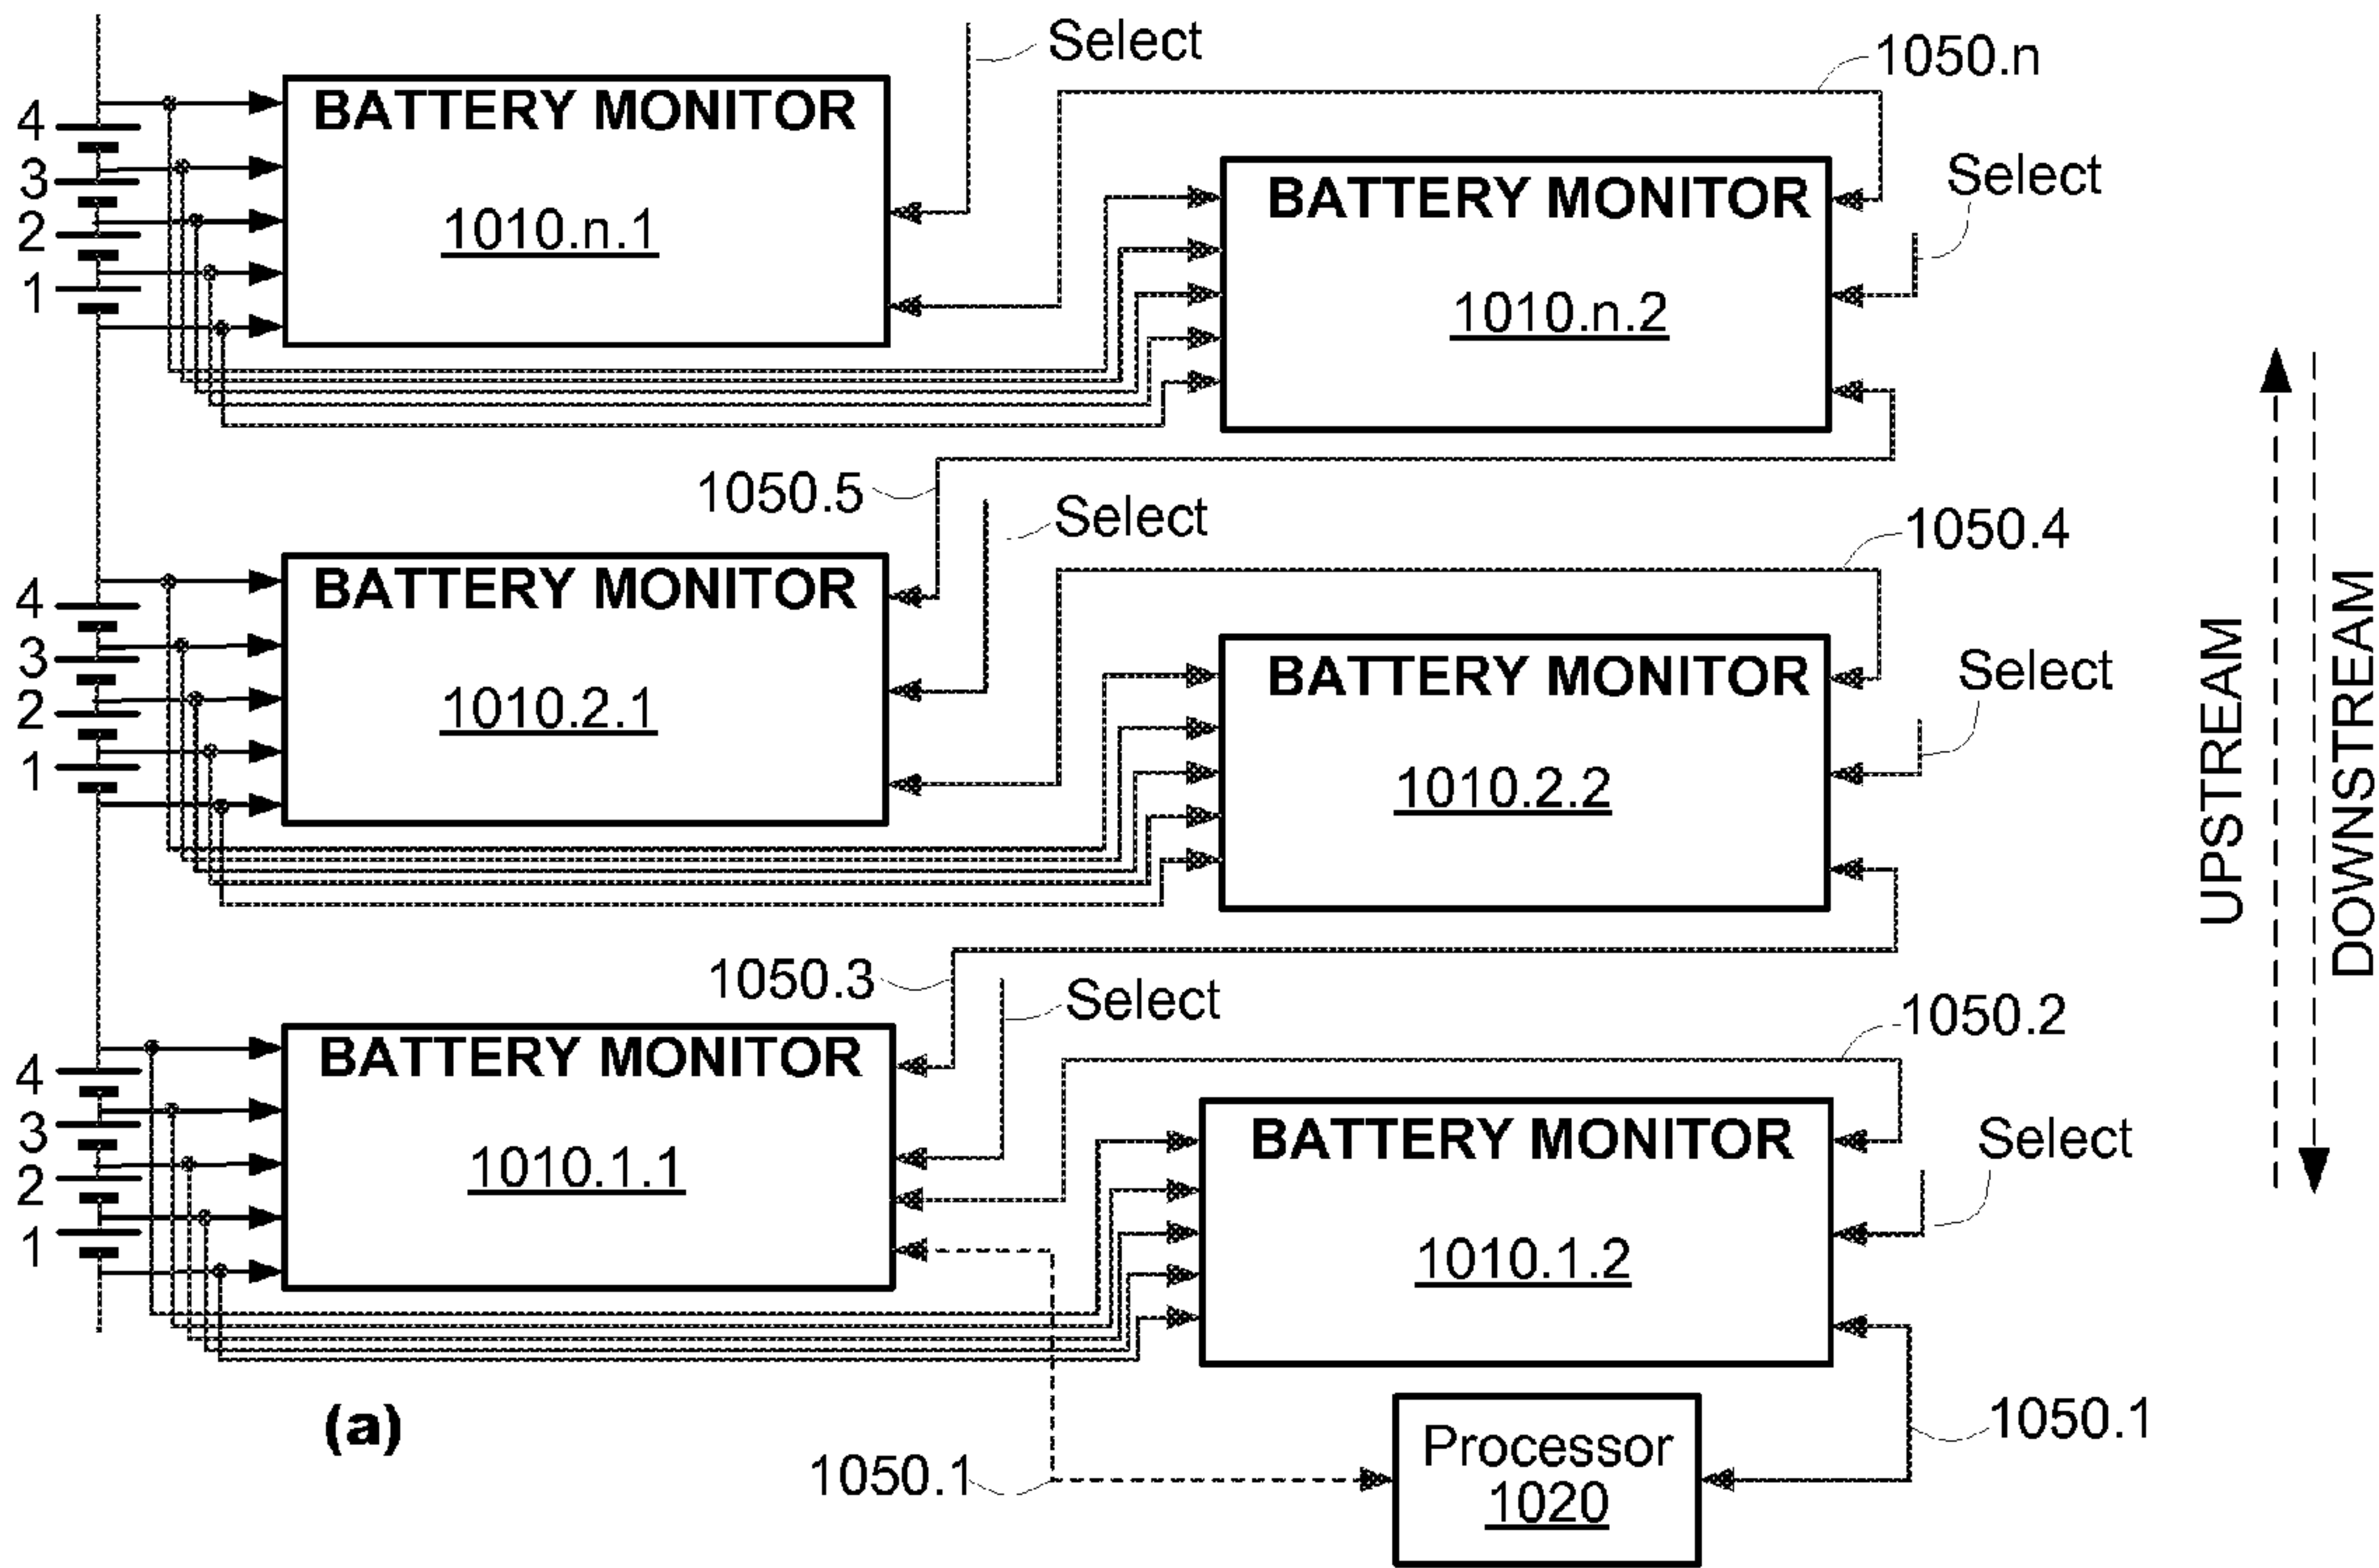 Select
1050.n
BATTERY MONITOR
1010.n.1
4
3
2
1
BATTERY MONITOR
1010.n.2
Select
1050.5
Select
1050.4
BATTERY MONITOR
1010.2.1
4
3
2
1
BATTERY MONITOR
1010.2.2
Select
UPSTREAM
DOWNSTREAM
1050.3
Select
1050.2
BATTERY MONITOR
1010.1.1
4
3
2
1
BATTERY MONITOR
1010.1.2
Select
(a)
1050.1
Processor
1020
1050.1